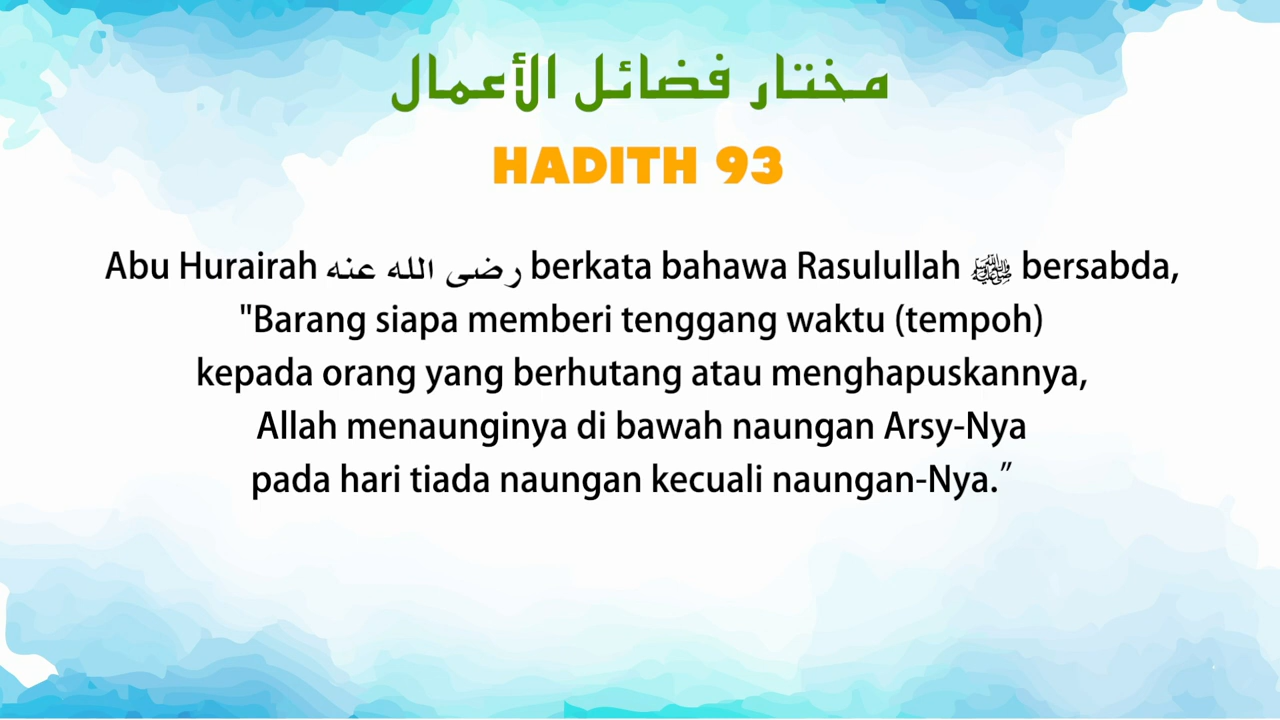 مختار فضائل الأعمال
HADITH 93
Abu Hurairah رضى الله عنه berkata bahawa Rasulullah ﷺ bersabda,
"Barang siapa memberi tenggang waktu (tempoh)
kepada orang yang berhutang atau menghapuskannya,
Allah menaunginya di bawah naungan Arsy-Nya
pada hari tiada naungan kecuali naungan-Nya.”